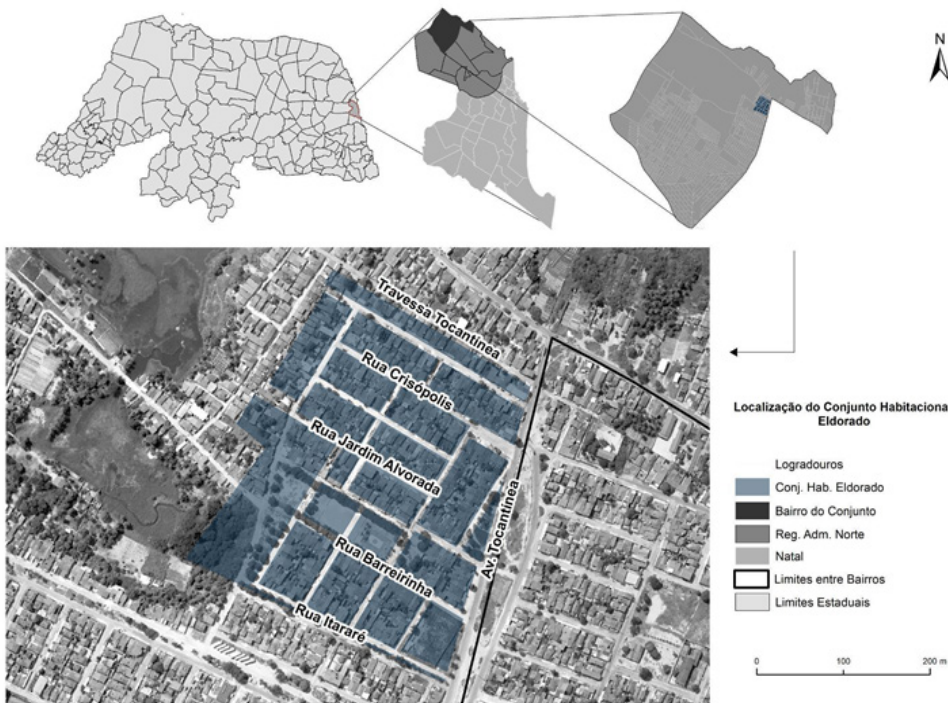 N
Travessa Tocantínea
Rua Crisópolis
Rua Jardim Alvorada
Av. Tocantínea
Rua Barreirinha
Rua Itararé
Localização do Conjunto Habitaciona
Eldorado
Logradouros
Conj. Hab. Eldorado
Bairro do Conjunto
Reg. Adm. Norte
Natal
Limites entre Bairros
Limites Estaduais
0 100 200 m